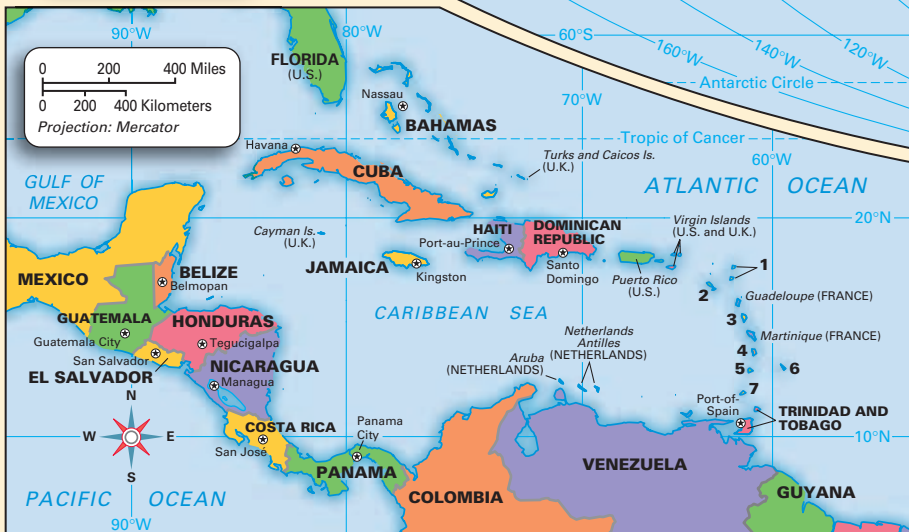 90°W
80°W
60°S
160°W
140°W
120°W
0 200 400 Miles
0 200 400 Kilometers
Projection: Mercator
FLORIDA
(U.S.)
Nassau
BAHAMAS
70°W
Antarctic Circle
Tropic of Cancer
60°W
Havana
CUBA
Turks and Caicos Is.
(U.K.)
GULF OF
MEXICO
ATLANTIC OCEAN
20°N
Cayman Is.
(U.K.)
HAITI
Port-au-Prince
DOMINICAN
REPUBLIC
Santo
Domingo
Virgin Islands
(U.S. and U.K.)
Puerto Rico
(U.S.)
JAMAICA
Kingston
MEXICO
BELIZE
Belmopan
1
2
Guadeloupe (FRANCE)
CARIBBEAN SEA
3
GUATEMALA
Guatemala City
HONDURAS
Tegucigalpa
Martinique (FRANCE)
San Salvador
EL SALVADOR
NICARAGUA
Managua
Aruba
(NETHERLANDS)
Netherlands
Antilles
(NETHERLANDS)
4
5
6
7
N
W
E
S
COSTA RICA
San José
Panama
City
PANAMA
Port-of-
Spain
TRINIDAD AND
TOBAGO
10°N
VENEZUELA
COLOMBIA
GUYANA
PACIFIC OCEAN
90°W
80°W
70°W
60°W